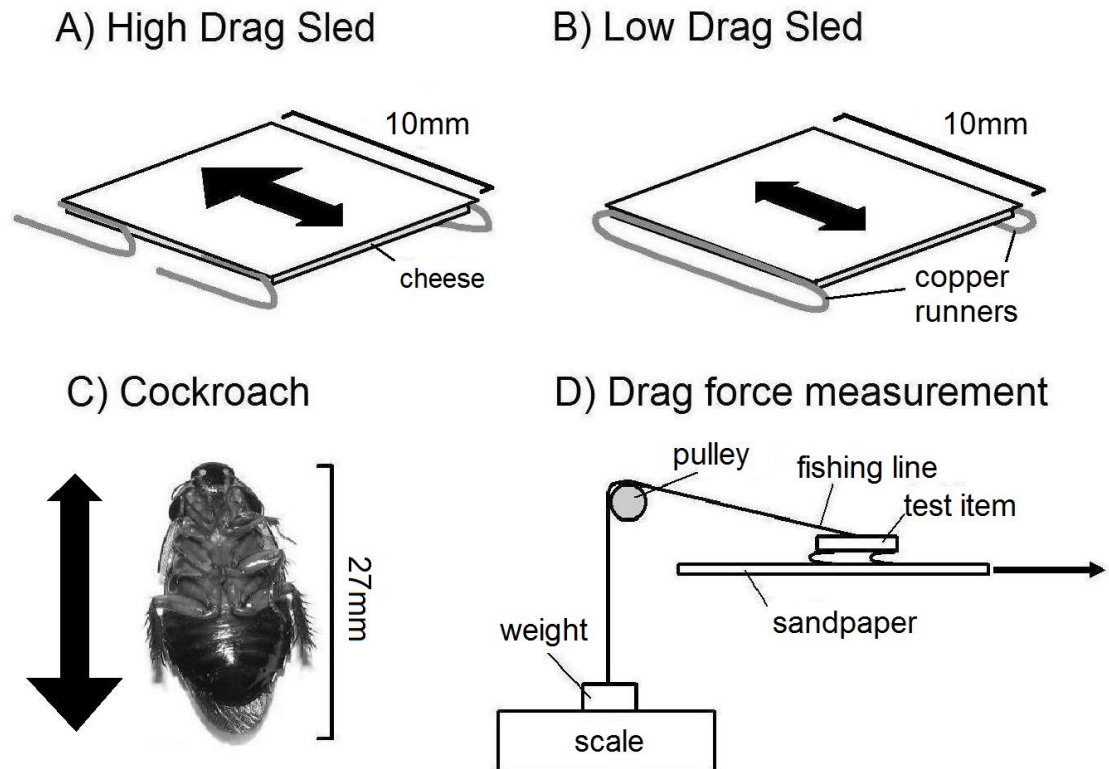 A) High Drag Sled
10mm
cheese
B) Low Drag Sled
10mm
copper
runners
C) Cockroach
27mm
D) Drag force measurement
pulley
fishing line
test item
sandpaper
weight
scale